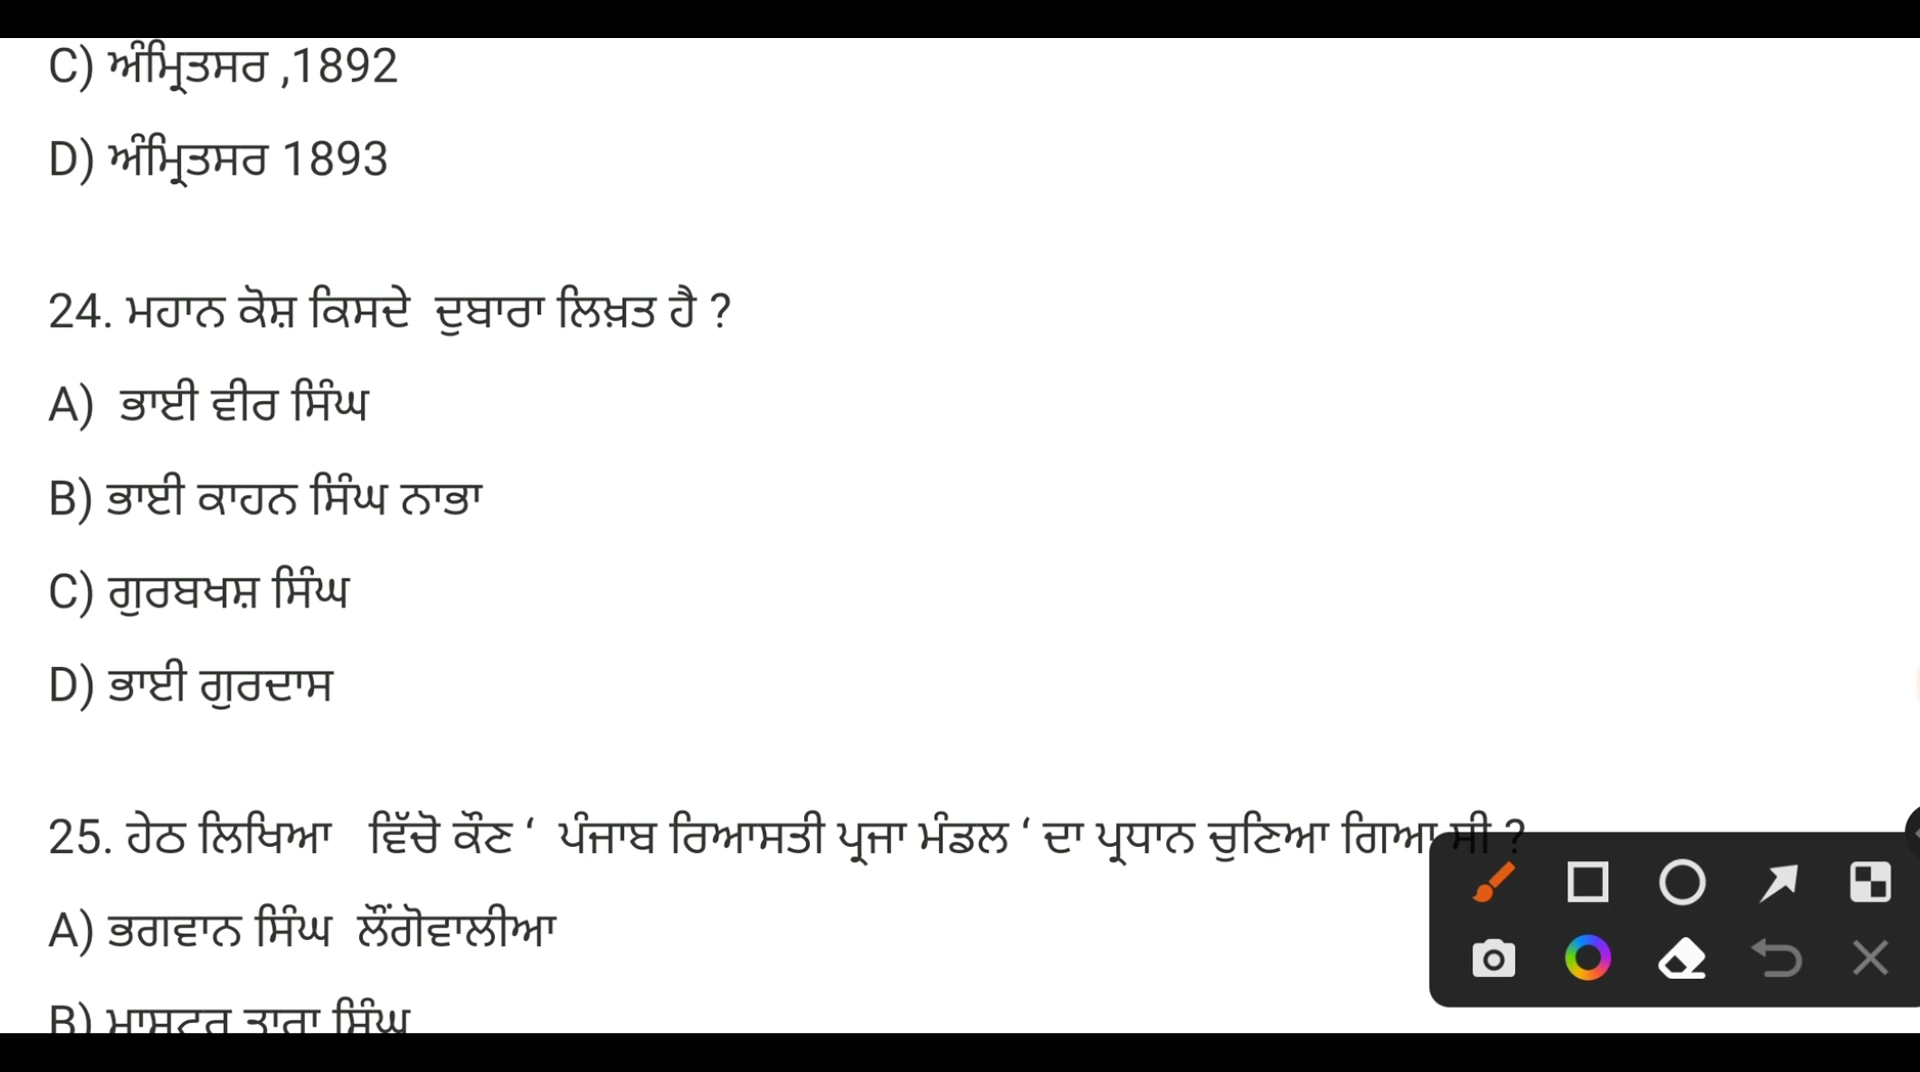 C) ਅੰਮ੍ਰਿਤਸਰ ,1892
D) ਅੰਮ੍ਰਿਤਸਰ 1893
24. ਮਹਾਨ ਕੋਸ਼ ਕਿਸਦੇ ਦੁਬਾਰਾ ਲਿਖ਼ਤ ਹੈ ?
A) ਭਾਈ ਵੀਰ ਸਿੰਘ
B) ਭਾਈ ਕਾਹਨ ਸਿੰਘ ਨਾਭਾ
C) ਗੁਰਬਖਸ਼ ਸਿੰਘ
D) ਭਾਈ ਗੁਰਦਾਸ
25. ਹੇਠ ਲਿਖਿਆ ਵਿੱਚੋ ਕੌਣ ‘ ਪੰਜਾਬ ਰਿਆਸਤੀ ਪ੍ਰਜਾ ਮੰਡਲ ‘ ਦਾ ਪ੍ਰਧਾਨ ਚੁਣਿਆ ਗਿਆ ਸੀ ?
A) ਭਗਵਾਨ ਸਿੰਘ ਲੌਂਗੋਵਾਲੀਆ
B) ਮਾਸਟਰ ਤਾਰਾ ਸਿੰਘ